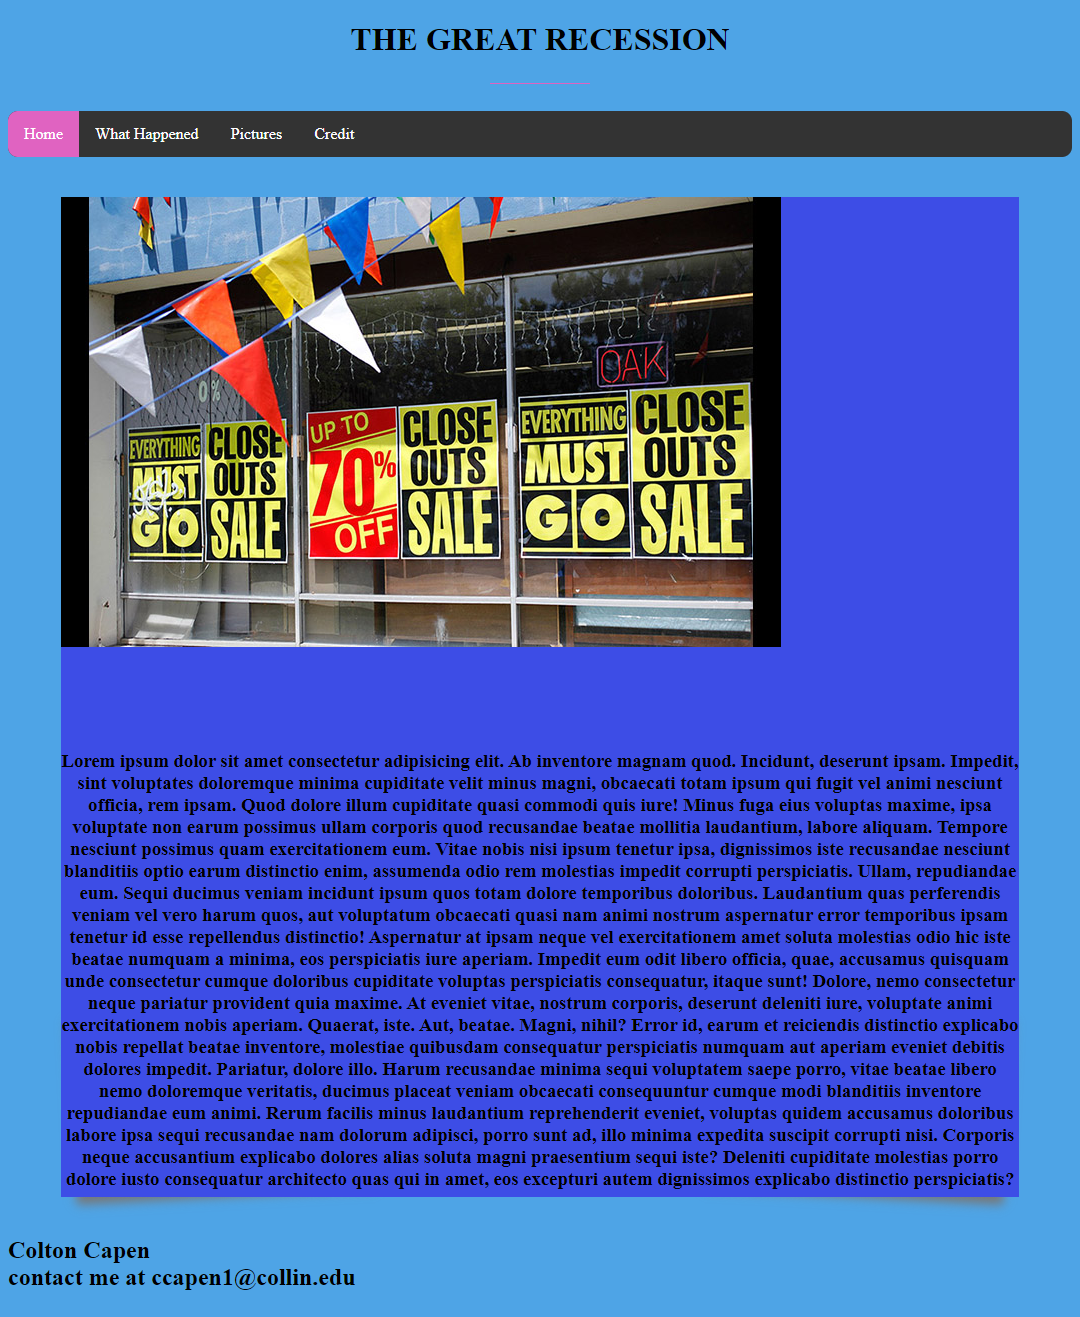 THE GREAT RECESSION
Home What Happened Pictures Credit
OAK
0%
EVERYTHING MUST GO
CLOSE OUTS SALE
UP TO 70% OFF
CLOSE OUTS SALE
EVERYTHING MUST GO
CLOSE OUTS SALE
Lorem ipsum dolor sit amet consectetur adipisicing elit. Ab inventore magnam quod. Incidunt, deserunt ipsam. Impedit,
sint voluptates doloremque minima cupiditate velit minus magni, obcaecati totam ipsum qui fugit vel animi nesciunt
officia, rem ipsam. Quod dolore illum cupiditate quasi commodi quis iure! Minus fuga eius voluptas maxime, ipsa
voluptate non earum possimus ullam corporis quod recusandae beatae mollitia laudantium, labore aliquam. Tempore
nesciunt possimus quam exercitationem eum. Vitae nobis nisi ipsum tenetur ipsa, dignissimos iste recusandae nesciunt
blanditiis optio earum distinctio enim, assumenda odio rem molestias impedit corrupti perspiciatis. Ullam, repudiandae
eum. Sequi ducimus veniam incidunt ipsum quos totam dolore temporibus doloribus. Laudantium quas perferendis
veniam vel vero harum quos, aut voluptatum obcaecati quasi nam animi nostrum aspernatur error temporibus ipsam
tenetur id esse repellendus distinctio! Aspernatur at ipsam neque vel exercitationem amet soluta molestias odio hic iste
beatae numquam a minima, eos perspiciatis iure aperiam. Impedit eum odit libero officia, quae, accusamus quisquam
unde consectetur cumque doloribus cupiditate voluptas perspiciatis consequatur, itaque sunt! Dolore, nemo consectetur
neque pariatur provident quia maxime. At eveniet vitae, nostrum corporis, deserunt deleniti iure, voluptate animi
exercitationem nobis aperiam. Quaerat, iste. Aut, beatae. Magni, nihil? Error id, earum et reiciendis distinctio explicabo
nobis repellat beatae inventore, molestiae quibusdam consequatur perspiciatis numquam aut aperiam eveniet debitis
dolores impedit. Pariatur, dolore illo. Harum recusandae minima sequi voluptatem saepe porro, vitae beatae libero
nemo doloremque veritatis, ducimus placeat veniam obcaecati consequuntur cumque modi blanditiis inventore
repudiandae eum animi. Rerum facilis minus laudantium reprehenderit eveniet, voluptas quidem accusamus doloribus
labore ipsa sequi recusandae nam dolorum adipisci, porro sunt ad, illo minima expedita suscipit corrupti nisi. Corporis
neque accusantium explicabo dolores alias soluta magni praesentium sequi iste? Deleniti cupiditate molestias porro
dolore iusto consequatur architecto quas qui in amet, eos excepturi autem dignissimos explicabo distinctio perspiciatis?
Colton Capen
contact me at ccapen1@collin.edu